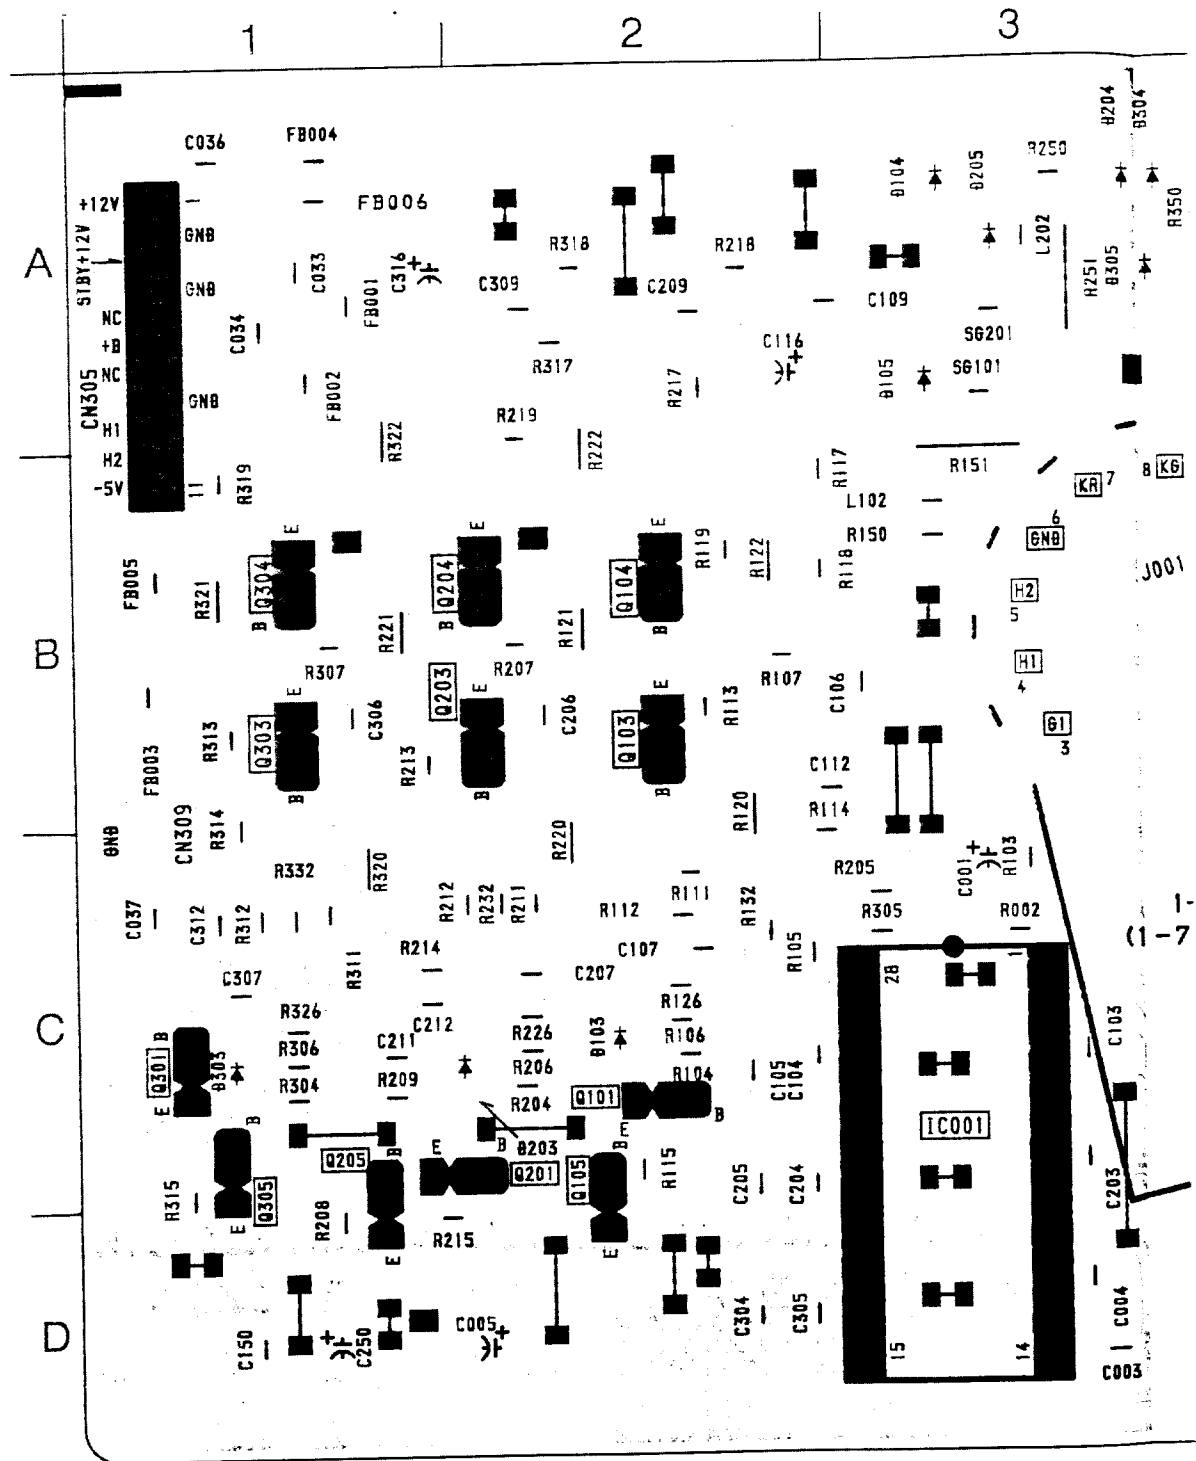 1 2 3
A
B
C
D
C036 FB004
D204 D304
D104 D205 R250
+12V GND FB006
R350
STBY+12V
R318 R218
L202
GND C033 FB001 C316 +
C309 C209 C109
R251 D305
NC C034
SG201
+B
R317
C116 +
NC
CN305
FB002
R217
D105 SG101
GND
H1
R322 R219 R222
H2
R117 R151
-5V R319
L102
KR 7
8 KG
E E E
R150
6 GND
FB005 R321 Q304 B
Q204 B
Q104 B
R119 R122 R118
J001
H2
5
R221 R121
R307 R207 R107
H1
4
Q203
E E E
C106
FB003 R313 Q303 B
C306 R213 B
C206 Q103 B
R113
G1
3
C112
GND CN309 R314
R120 R114
R332 R320 R220
R205 C001 + R103
C037 C312 R312
R212 R232 R211
R111
R112 R132
R305 R002
1-
(1-7
R311 R214
C107 R105
C307
C207
28
R326 C212
R126
C103
R306 C211 R226 D103 R106
Q301 B E D303
R304 R209 R206 R104
C105 C104
R204 Q101 E B
IC001
B B D203 B
Q205 B
E Q201 Q105 R115
C205 C204 C203
R315 E Q305
R208 E R215 E
C150 + C250 C005 +
C304 C305
15 14
C004
C003